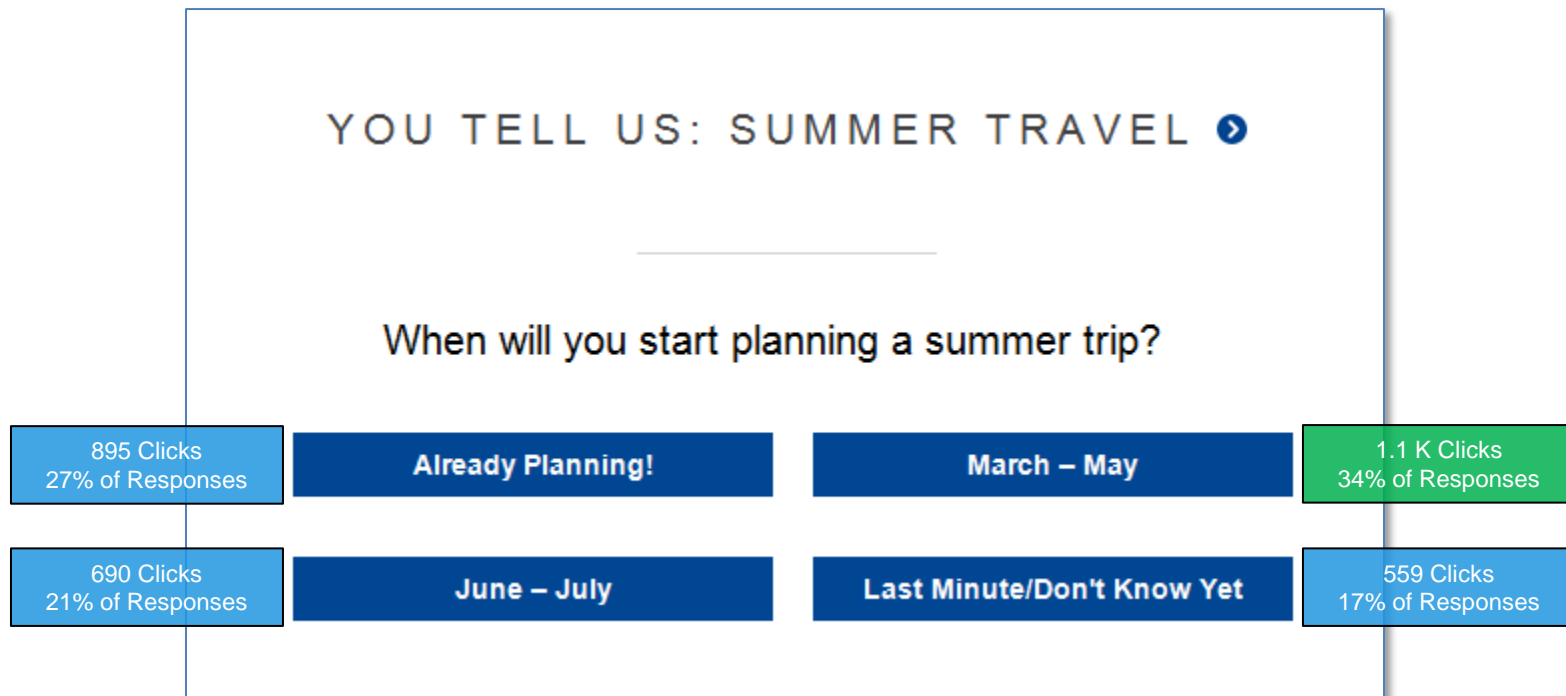 YOU TELL US: SUMMER TRAVEL
When will you start planning a summer trip?
895 Clicks
27% of Responses
Already Planning!
March – May
1.1 K Clicks
34% of Responses
690 Clicks
21% of Responses
June – July
Last Minute/Don't Know Yet
559 Clicks
17% of Responses